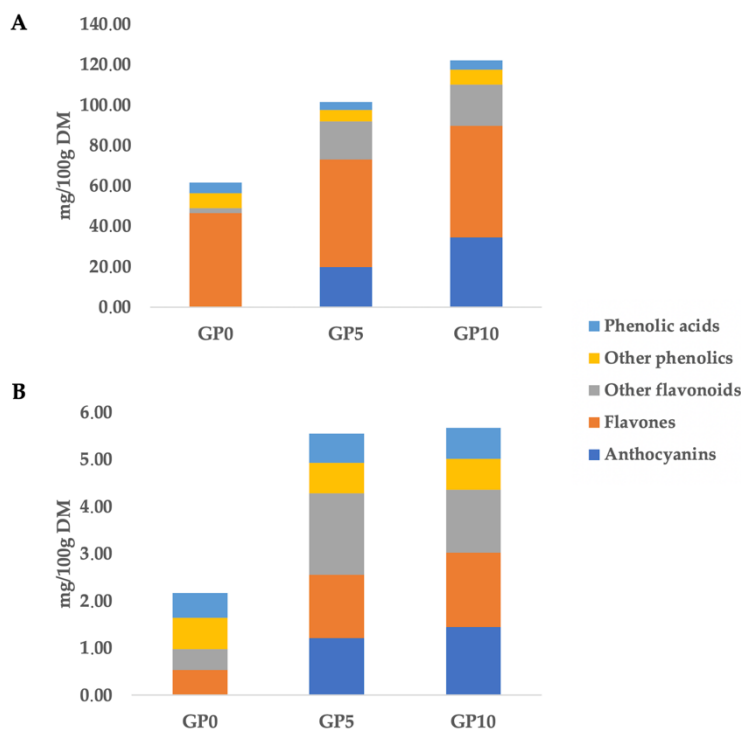 A
140.00
120.00
100.00
80.00
60.00
40.00
20.00
0.00
mg/100g DM
GP0 GP5 GP10
Phenolic acids
Other phenolics
Other flavonoids
Flavones
Anthocyanins
B
6.00
5.00
4.00
3.00
2.00
1.00
0.00
mg/100g DM
GP0 GP5 GP10